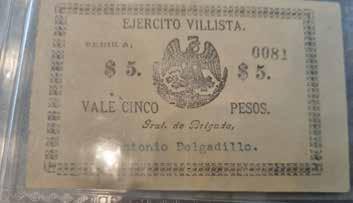 EJERCITO VILLISTA.
SERIE A; 0081
$ 5. $ 5.
VALE CINCO PESOS.
Gral. de Brigada,
Antonio Delgadillo.